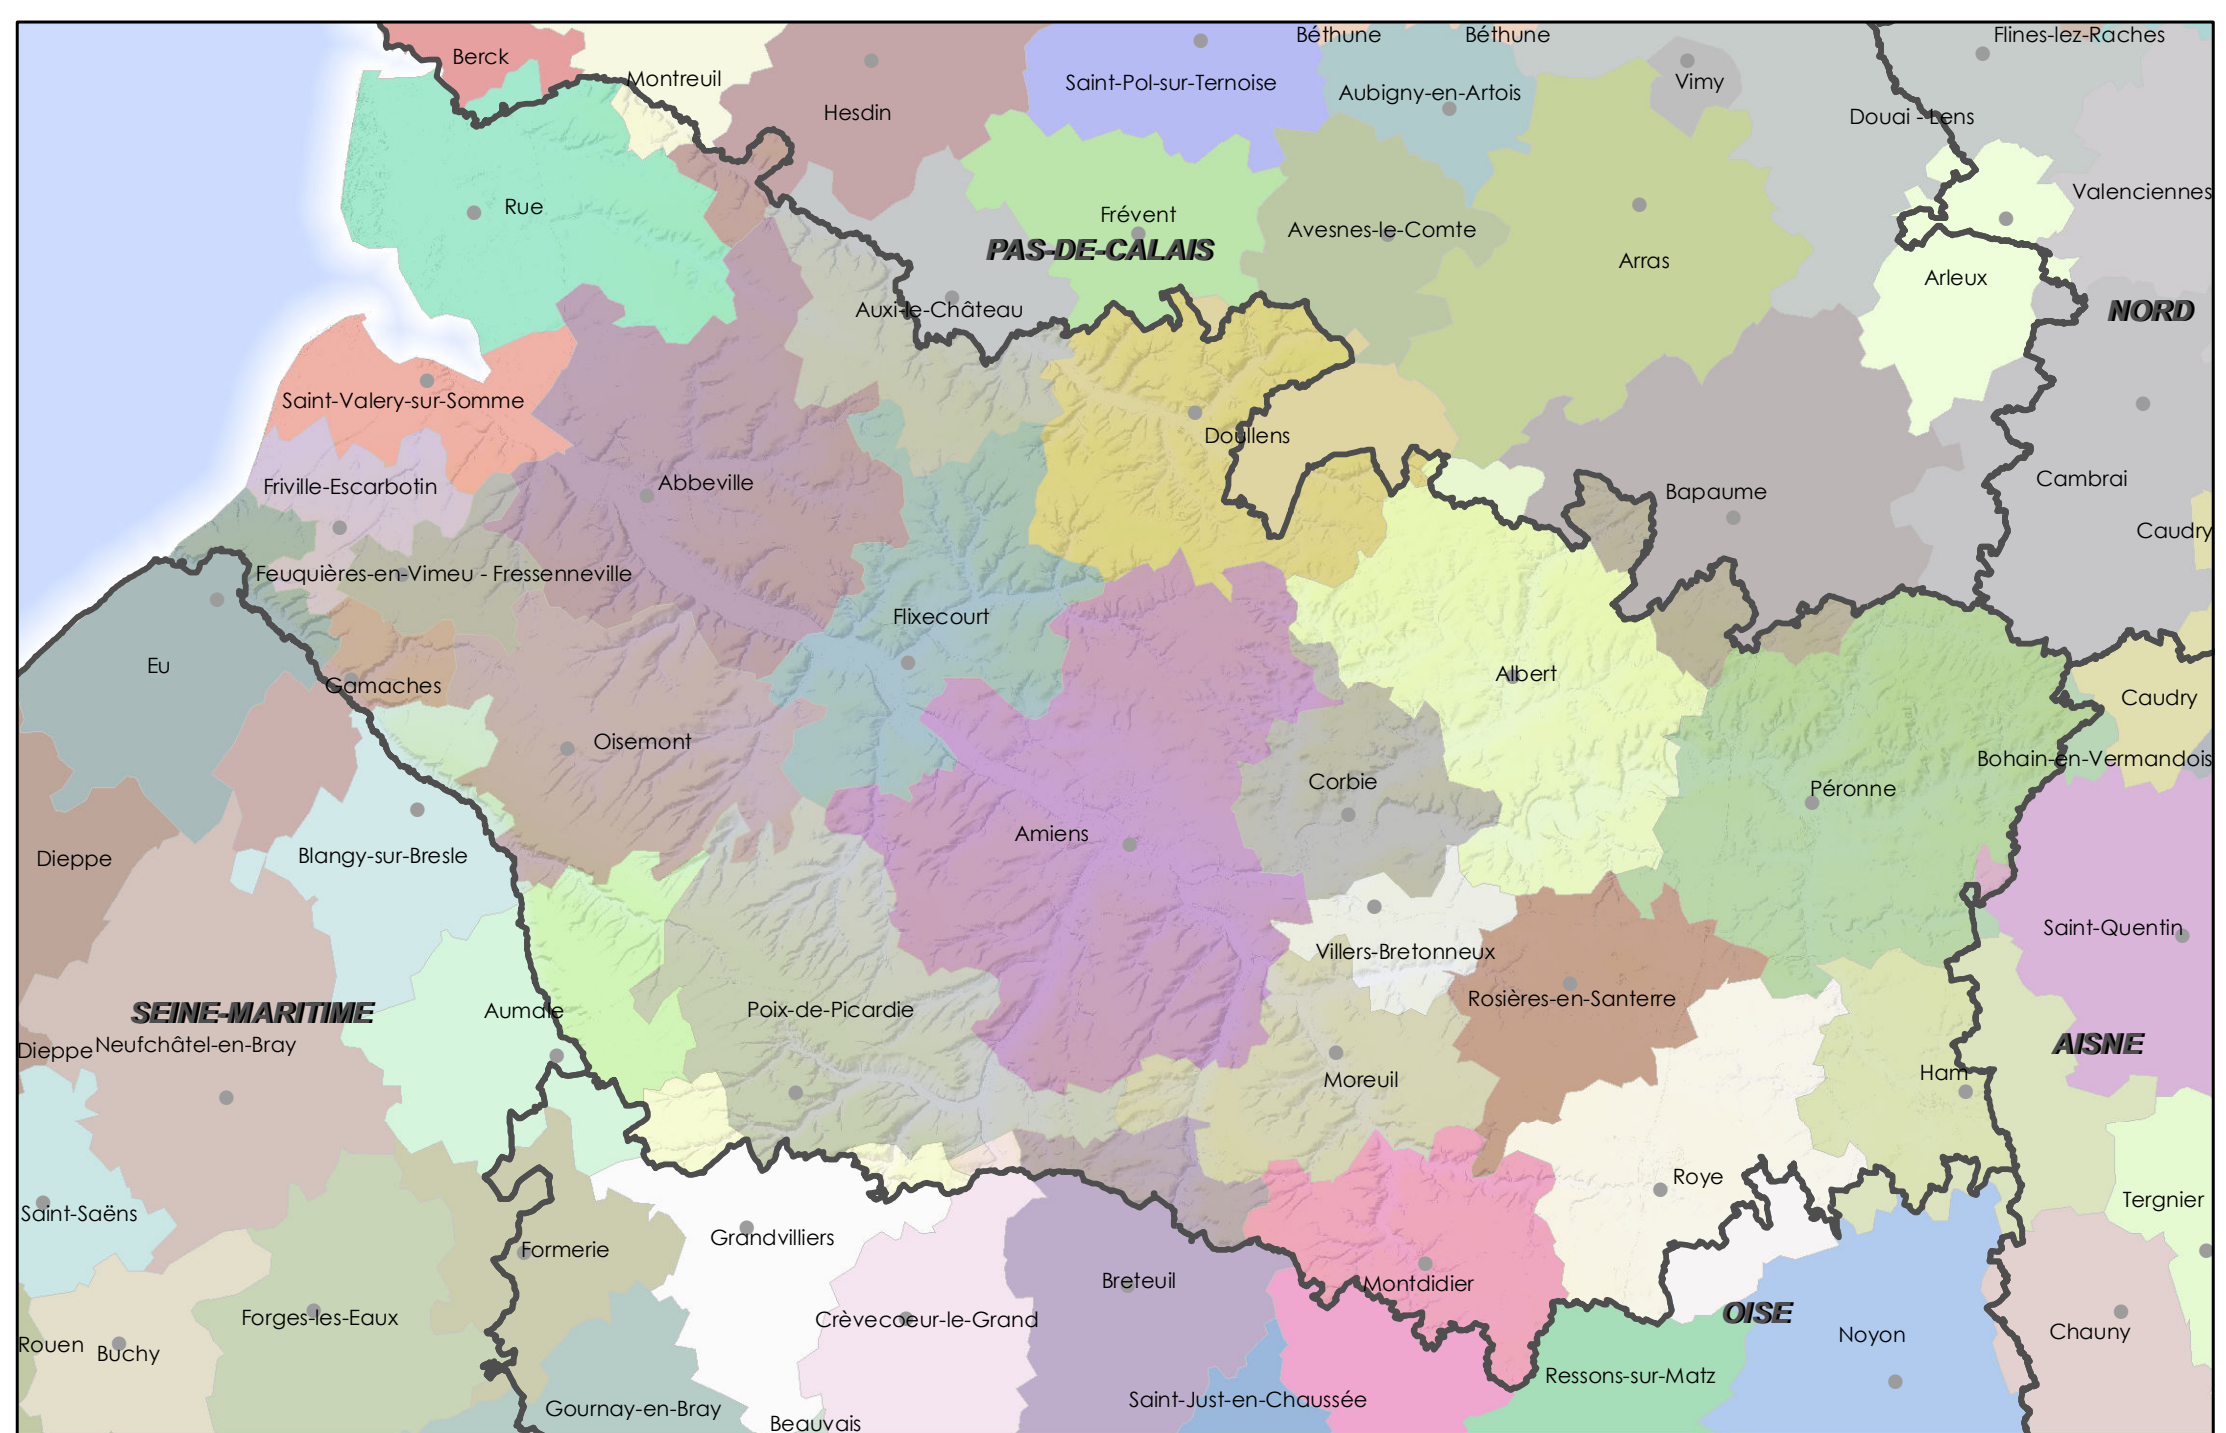 Béthune
Béthune
Flines-lez-Raches
Berck
Montreuil
Saint-Pol-sur-Ternoise
Vimy
Aubigny-en-Artois
Hesdin
Douai - Lens
Valenciennes
Rue
Frévent
Avesnes-le-Comte
PAS-DE-CALAIS
Arras
Arleux
Auxi-le-Château
NORD
Saint-Valery-sur-Somme
Doullens
Cambrai
Friville-Escarbotin
Abbeville
Bapaume
Caudry
Feuquières-en-Vimeu - Fressenneville
Flixecourt
Eu
Albert
Gamaches
Caudry
Oisemont
Bohain-en-Vermandois
Corbie
Péronne
Amiens
Dieppe
Blangy-sur-Bresle
Saint-Quentin
Villers-Bretonneux
Rosières-en-Santerre
SEINE-MARITIME
Aumale
Poix-de-Picardie
Dieppe
Neufchâtel-en-Bray
AISNE
Ham
Moreuil
Roye
Tergnier
Saint-Saëns
Grandvilliers
Formerie
Breteuil
Montdidier
OISE
Forges-les-Eaux
Crèvecoeur-le-Grand
Noyon
Chauny
Rouen
Buchy
Ressons-sur-Matz
Saint-Just-en-Chaussée
Gournay-en-Bray
Beauvais